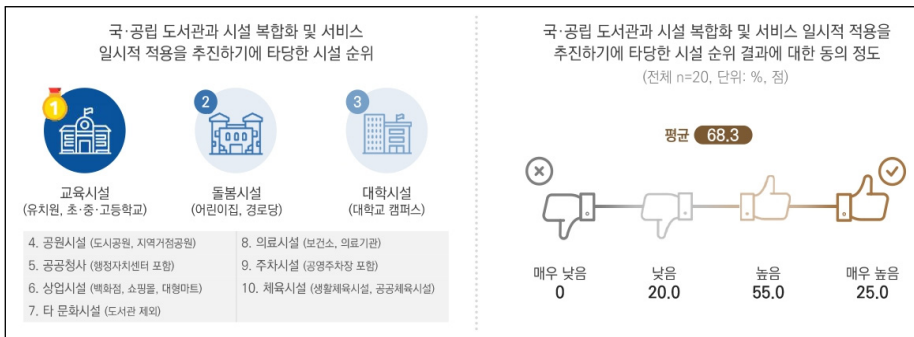 국·공립 도서관과 시설 복합화 및 서비스
일시적 적용을 추진하기에 타당한 시설 순위
1
2
3
교육시설
(유치원, 초·중·고등학교)
돌봄시설
(어린이집, 경로당)
대학시설
(대학교 캠퍼스)
4. 공원시설 (도시공원, 지역거점공원)
5. 공공청사 (행정자치센터 포함)
6. 상업시설 (백화점, 쇼핑몰, 대형마트)
7. 타 문화시설 (도서관 제외)
8. 의료시설 (보건소, 의료기관)
9. 주차시설 (공영주차장 포함)
10. 체육시설 (생활체육시설, 공공체육시설)
국·공립 도서관과 시설 복합화 및 서비스 일시적 적용을
추진하기에 타당한 시설 순위 결과에 대한 동의 정도
(전체 n=20, 단위: %, 점)
평균 68.3
매우 낮음
0
낮음
20.0
높음
55.0
매우 높음
25.0